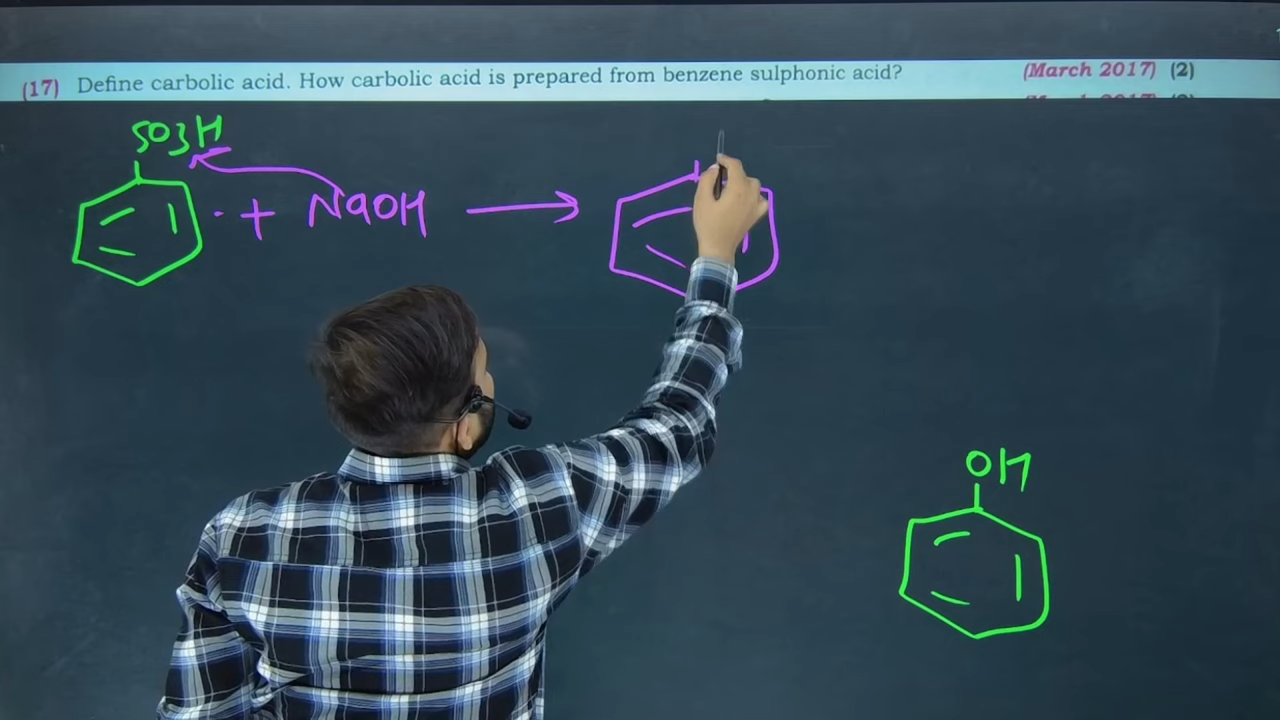 (17) Define carbolic acid. How carbolic acid is prepared from benzene sulphonic acid? (March 2017) (2)
SO3H
+ NaOH
OH